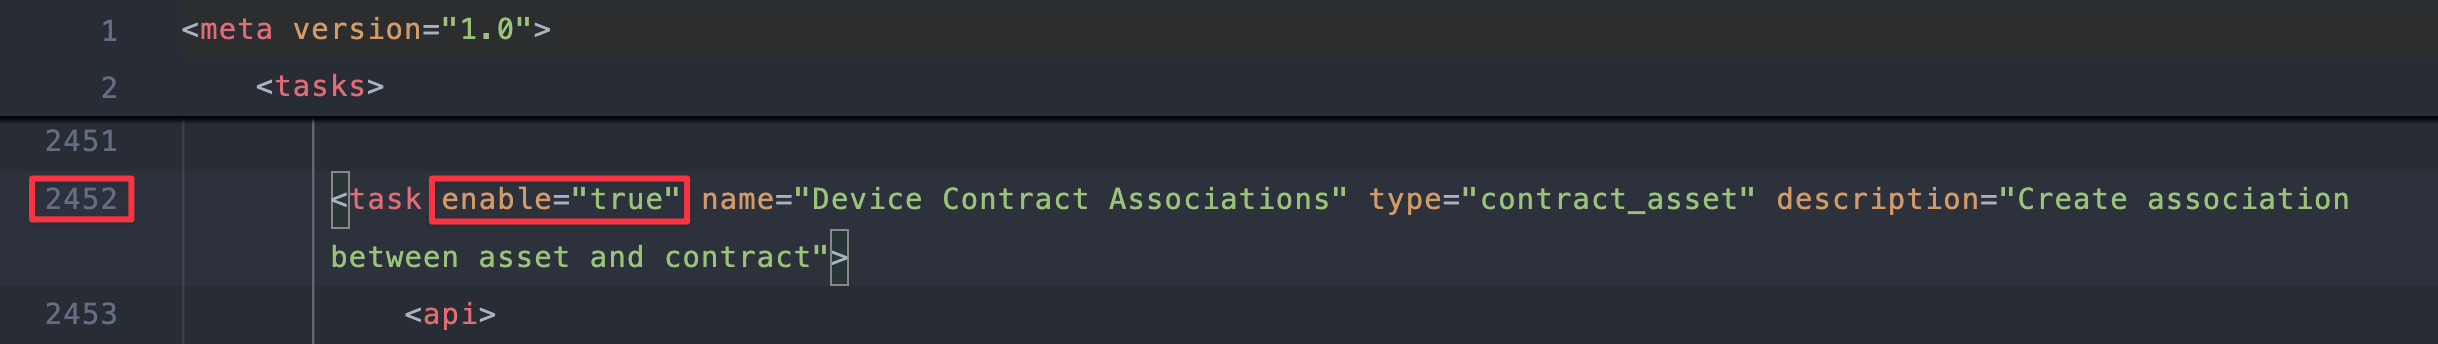 1 <meta version="1.0">
2 <tasks>
2451
2452 <task enable="true" name="Device Contract Associations" type="contract_asset" description="Create association
between asset and contract">
2453 <api>